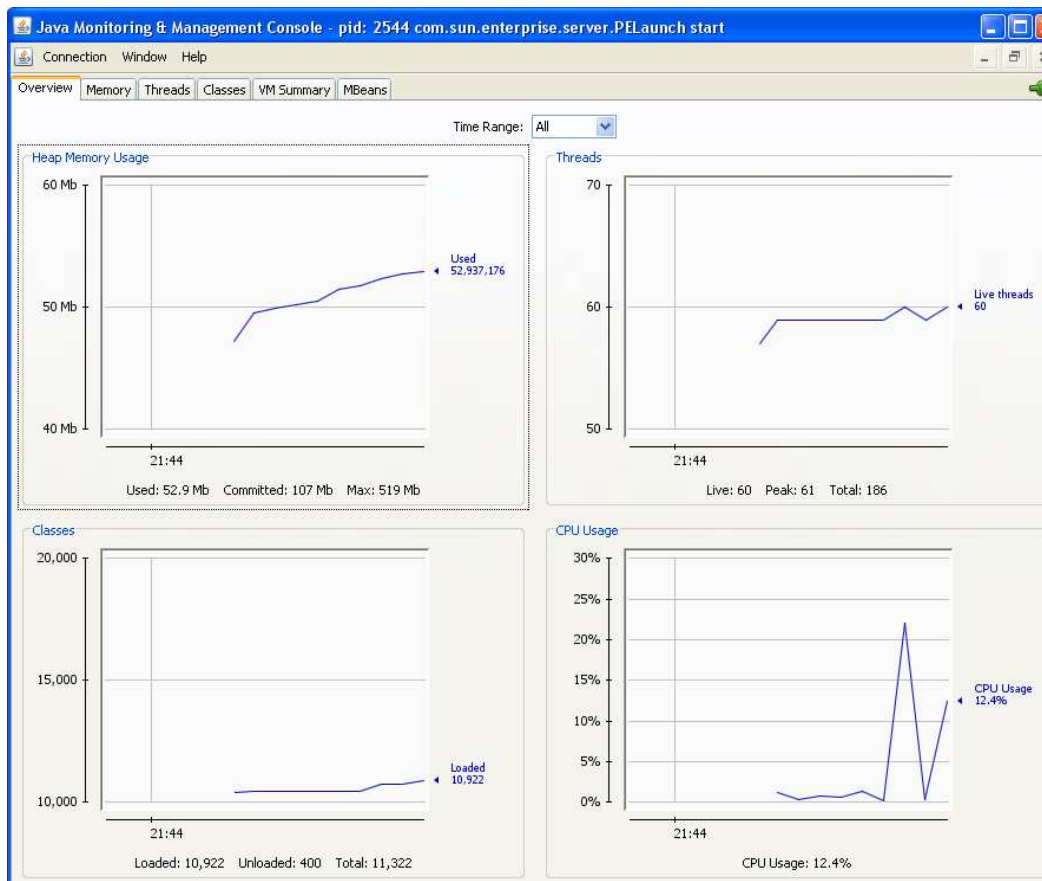 Java Monitoring & Management Console - pid: 2544 com.sun.enterprise.server.PELaunch start
Connection Window Help
Overview Memory Threads Classes VM Summary MBeans
Time Range: All
Heap Memory Usage
60 Mb
50 Mb
40 Mb
Used
52,937,176
21:44
Used: 52.9 Mb Committed: 107 Mb Max: 519 Mb
Threads
70
60
50
Live threads
60
21:44
Live: 60 Peak: 61 Total: 186
Classes
20,000
15,000
10,000
Loaded
10,922
21:44
Loaded: 10,922 Unloaded: 400 Total: 11,322
CPU Usage
30%
25%
20%
15%
10%
5%
0%
CPU Usage
12.4%
21:44
CPU Usage: 12.4%